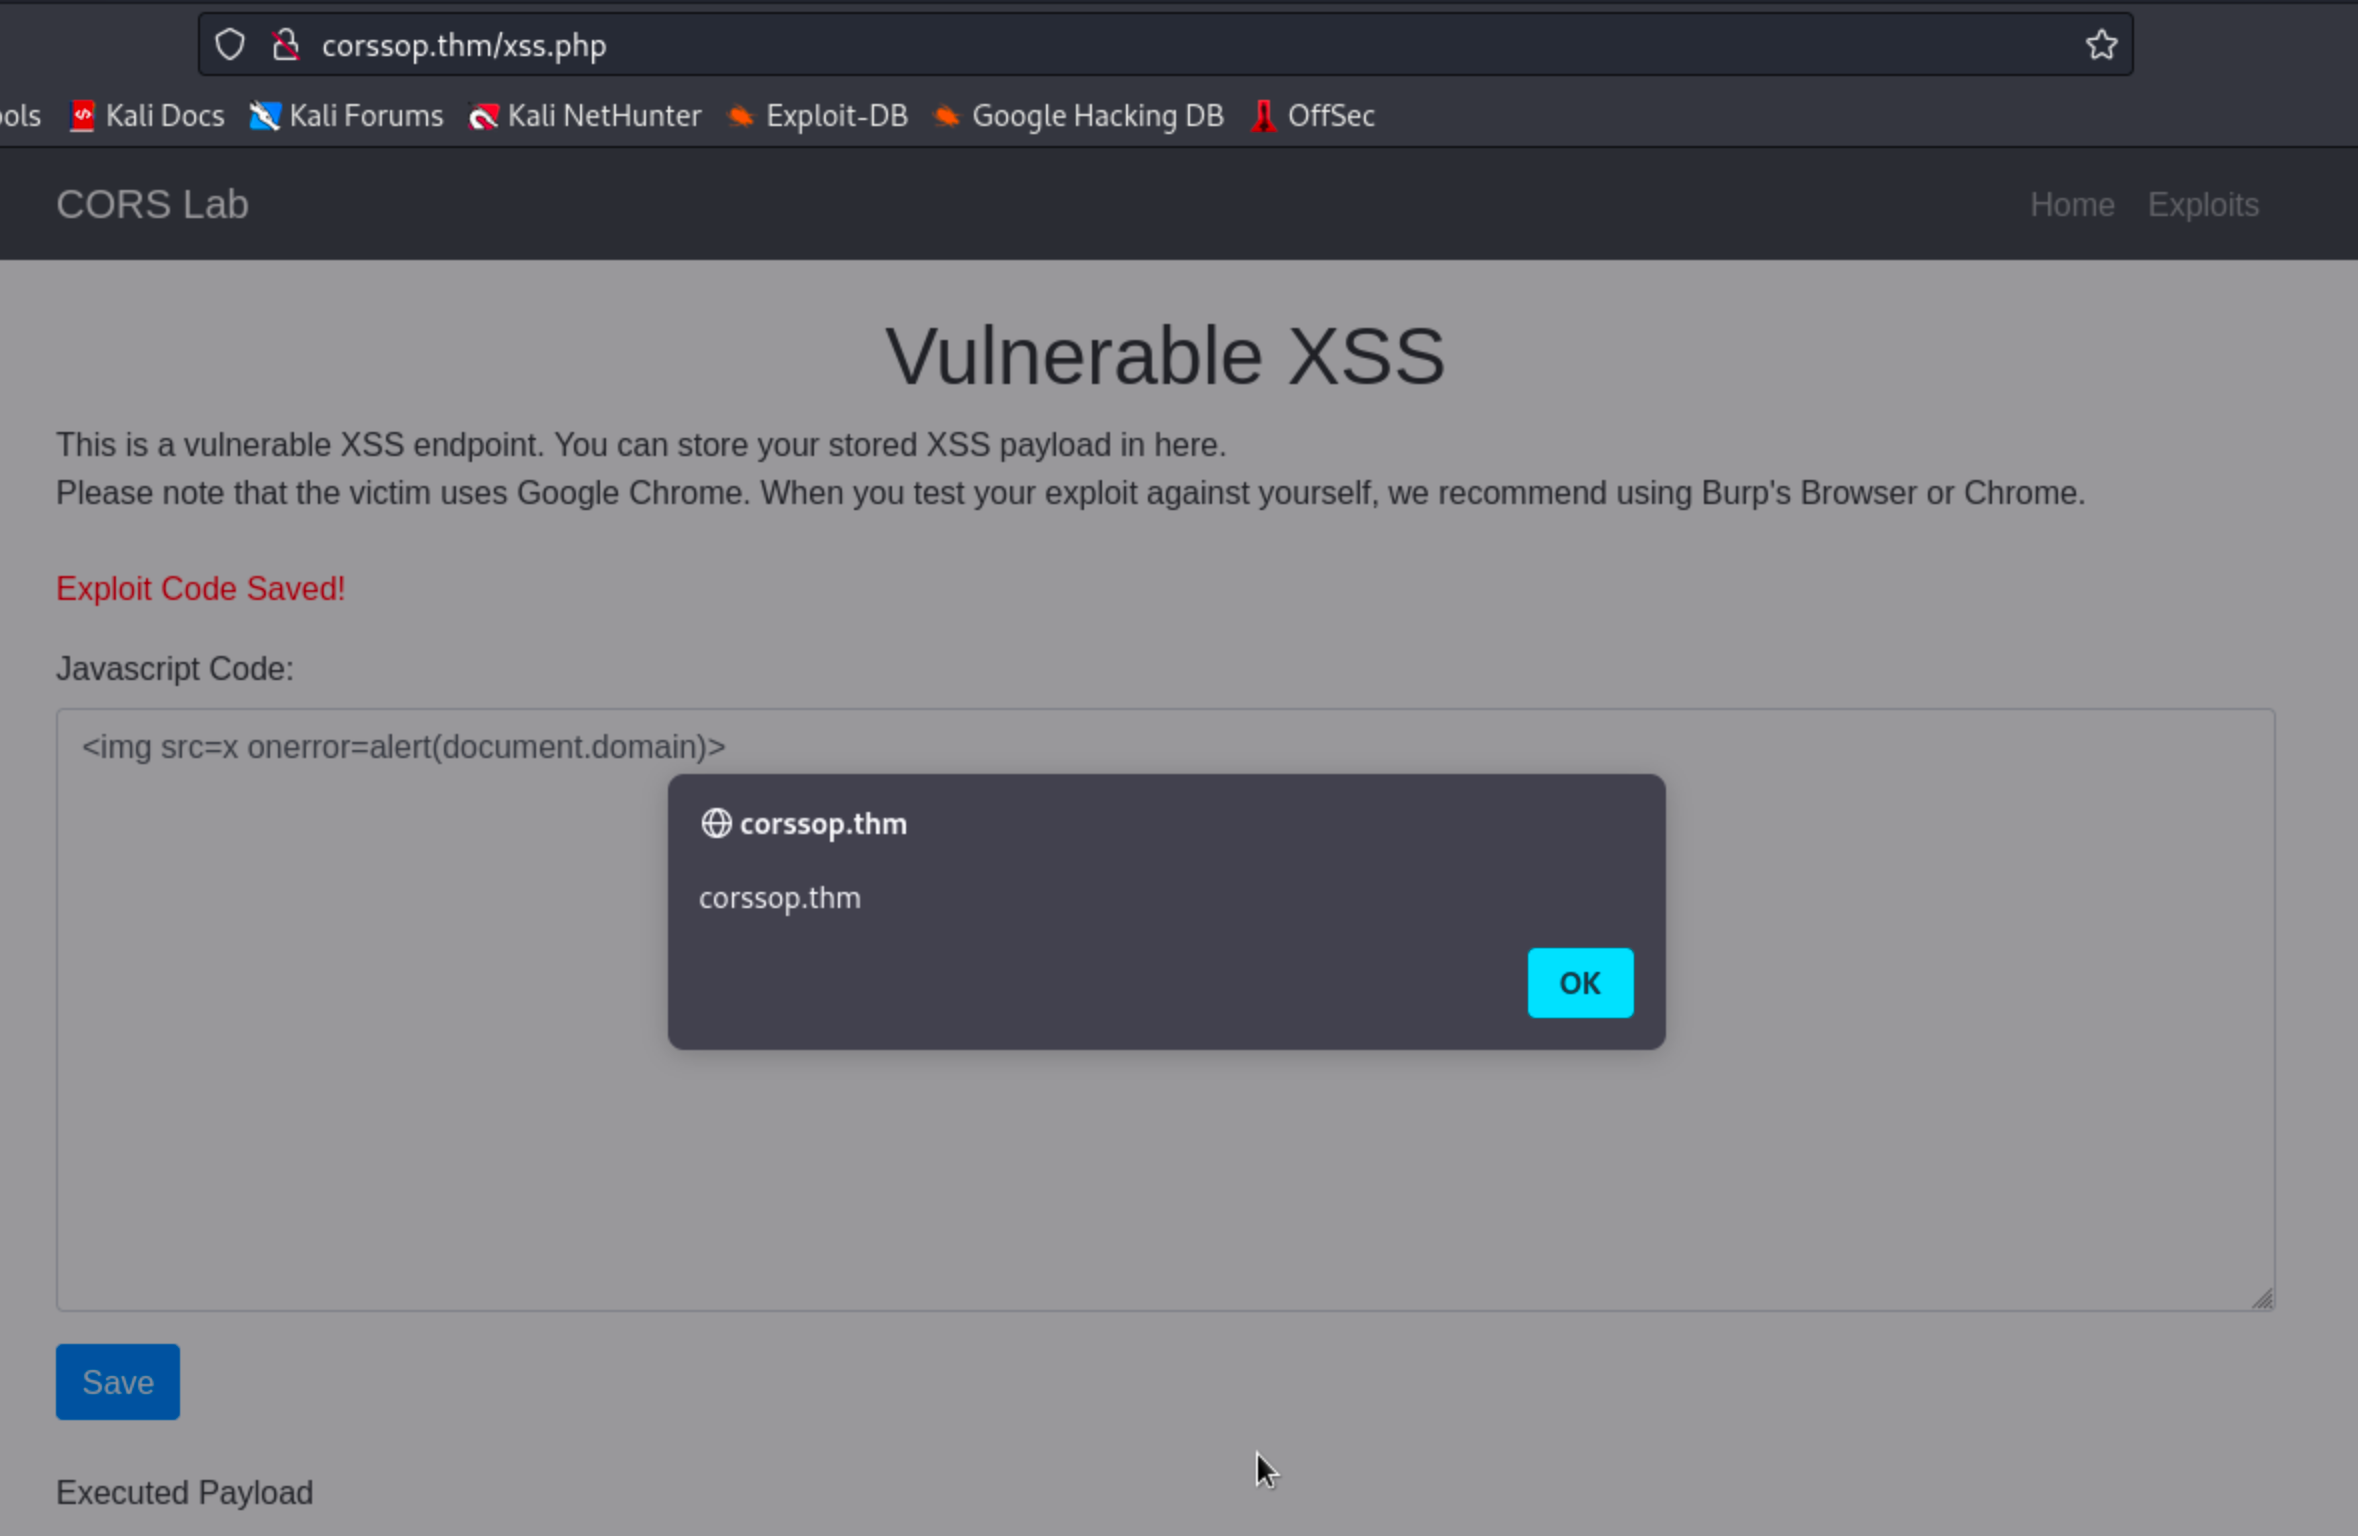 corssop.thm/xss.php
ools Kali Docs Kali Forums Kali NetHunter Exploit-DB Google Hacking DB OffSec
CORS Lab Home Exploits
Vulnerable XSS
This is a vulnerable XSS endpoint. You can store your stored XSS payload in here.
Please note that the victim uses Google Chrome. When you test your exploit against yourself, we recommend using Burp's Browser or Chrome.
Exploit Code Saved!
Javascript Code:
<img src=x onerror=alert(document.domain)>
corssop.thm
corssop.thm
OK
Save
Executed Payload